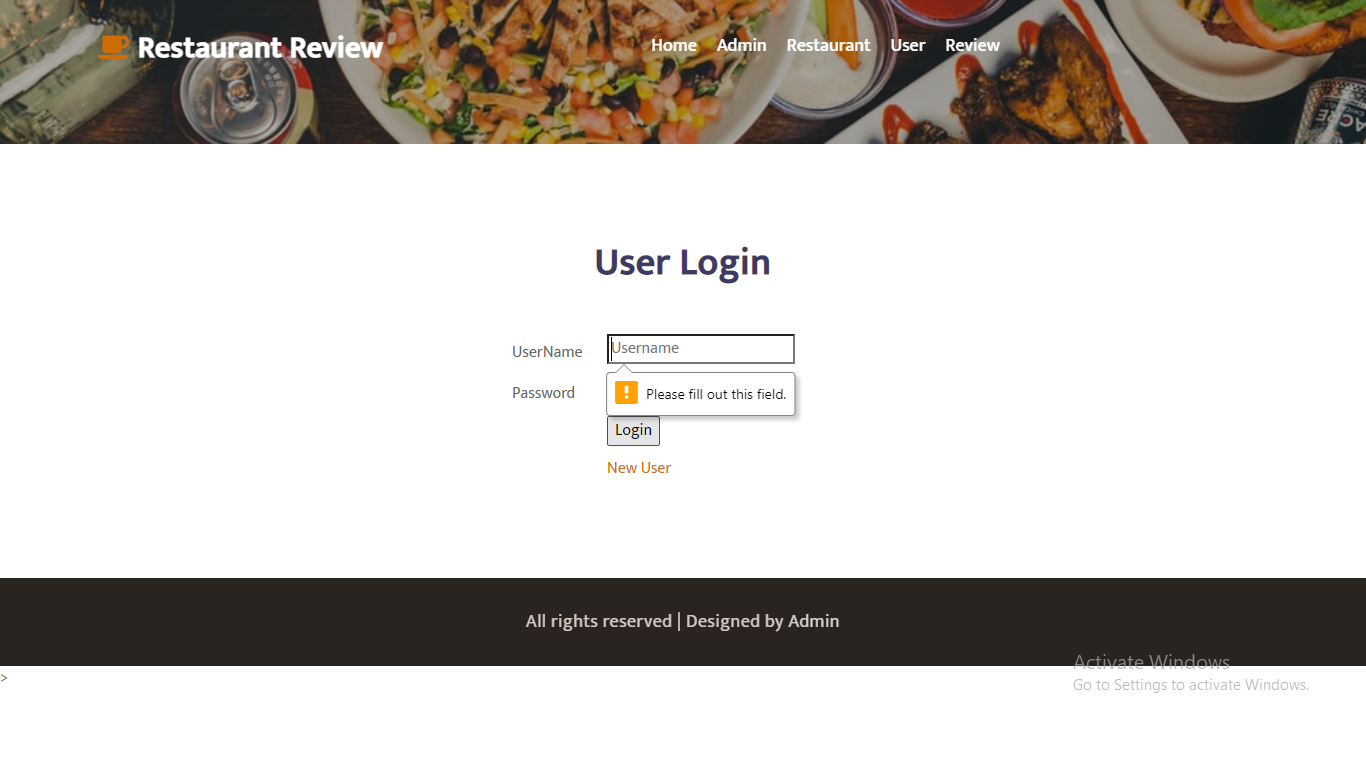 Restaurant Review
Home Admin Restaurant User Review
User Login
UserName Username
Password
Please fill out this field.
Login
New User
All rights reserved | Designed by Admin
Activate Windows
Go to Settings to activate Windows.
>